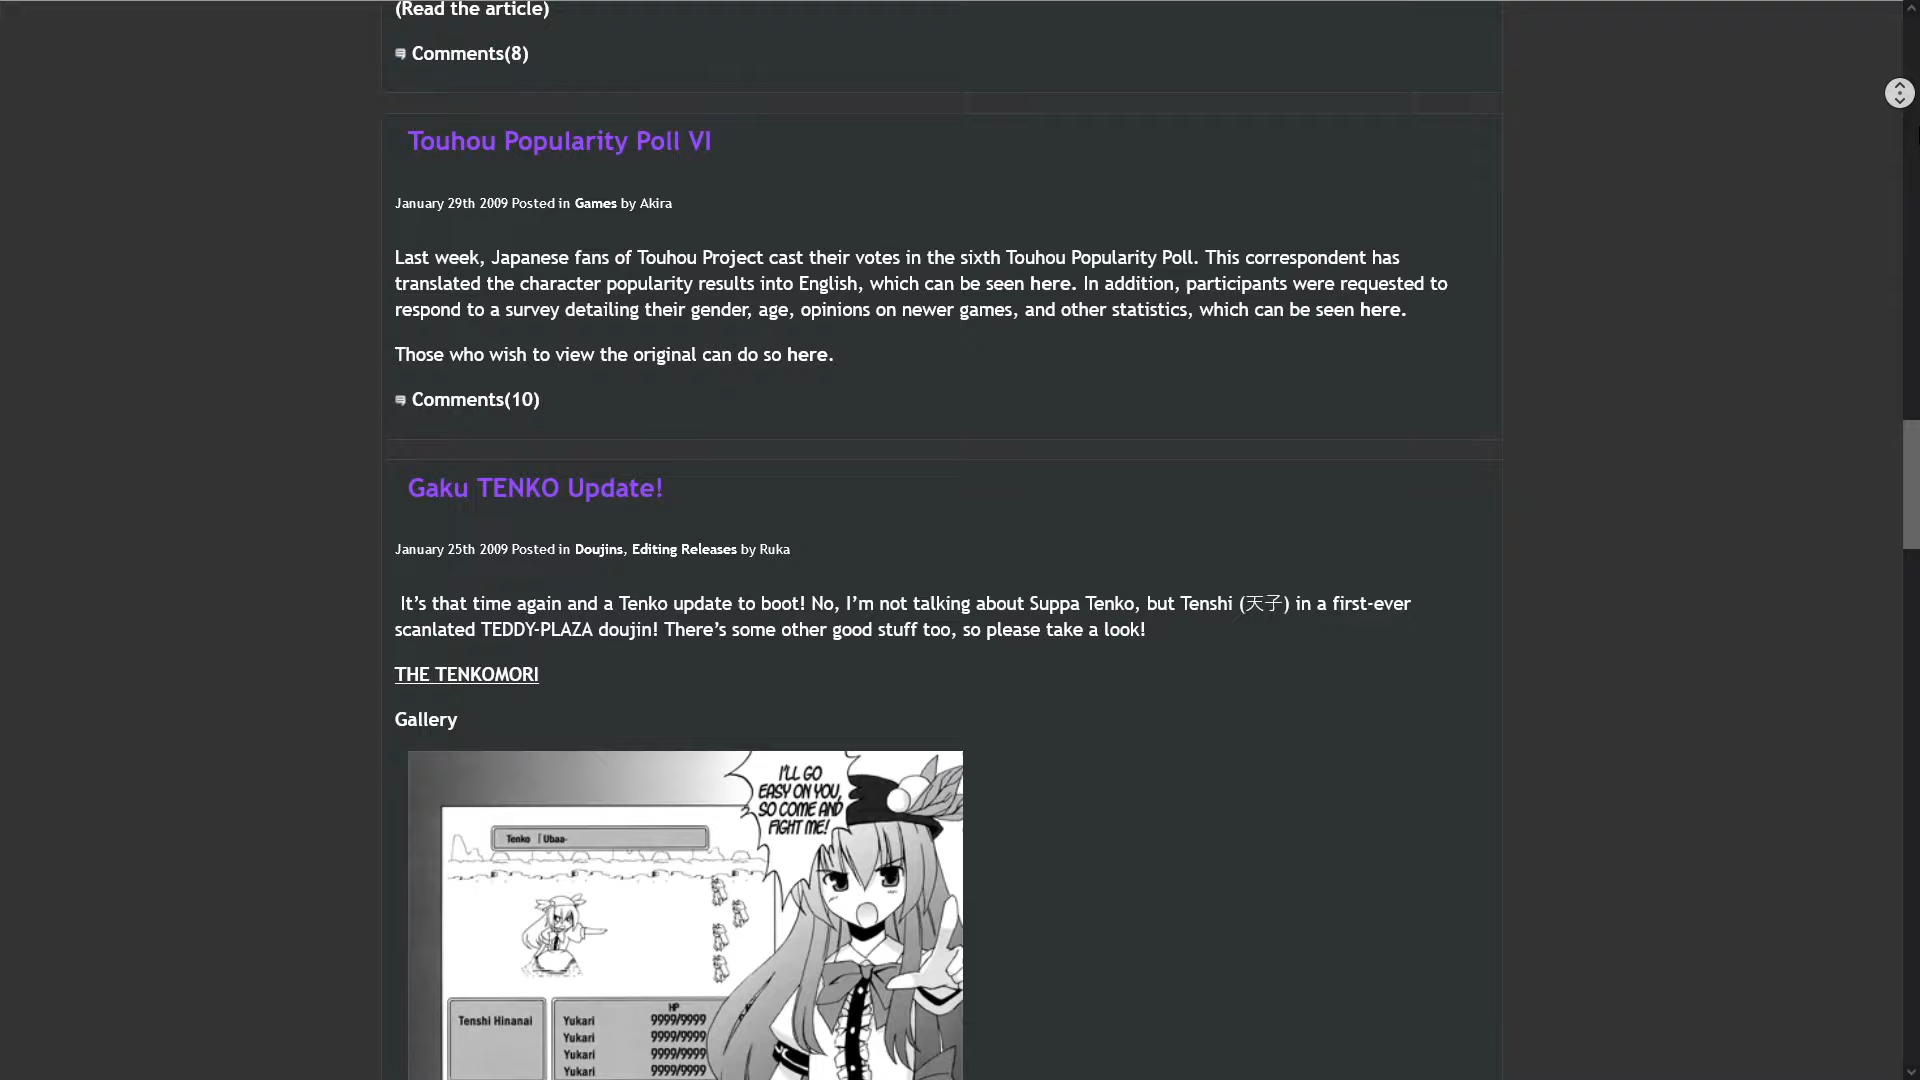 (Read the article)
Comments(8)
Touhou Popularity Poll VI
January 29th 2009 Posted in Games by Akira
Last week, Japanese fans of Touhou Project cast their votes in the sixth Touhou Popularity Poll. This correspondent has
translated the character popularity results into English, which can be seen here. In addition, participants were requested to
respond to a survey detailing their gender, age, opinions on newer games, and other statistics, which can be seen here.
Those who wish to view the original can do so here.
Comments(10)
Gaku TENKO Update!
January 25th 2009 Posted in Doujins, Editing Releases by Ruka
It’s that time again and a Tenko update to boot! No, I’m not talking about Suppa Tenko, but Tenshi (天子) in a first-ever
scanlated TEDDY-PLAZA doujin! There’s some other good stuff too, so please take a look!
THE TENKOMORI
Gallery
I'LL GO
EASY ON YOU,
SO COME AND
FIGHT ME!
Tenko 「Ubaa-
HP
Tenshi Hinanai
Yukari 9999/9999
Yukari 9999/9999
Yukari 9999/9999
Yukari 9999/9999